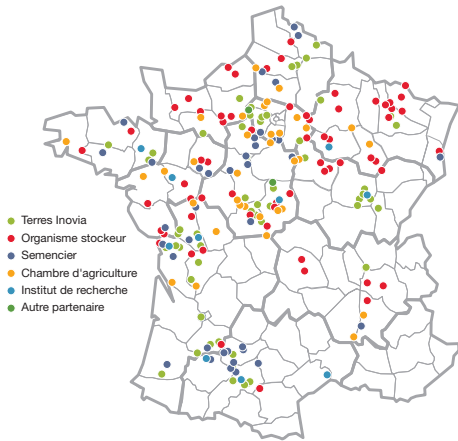 Terres Inovia
Organisme stockeur
Semencier
Chambre d'agriculture
Institut de recherche
Autre partenaire